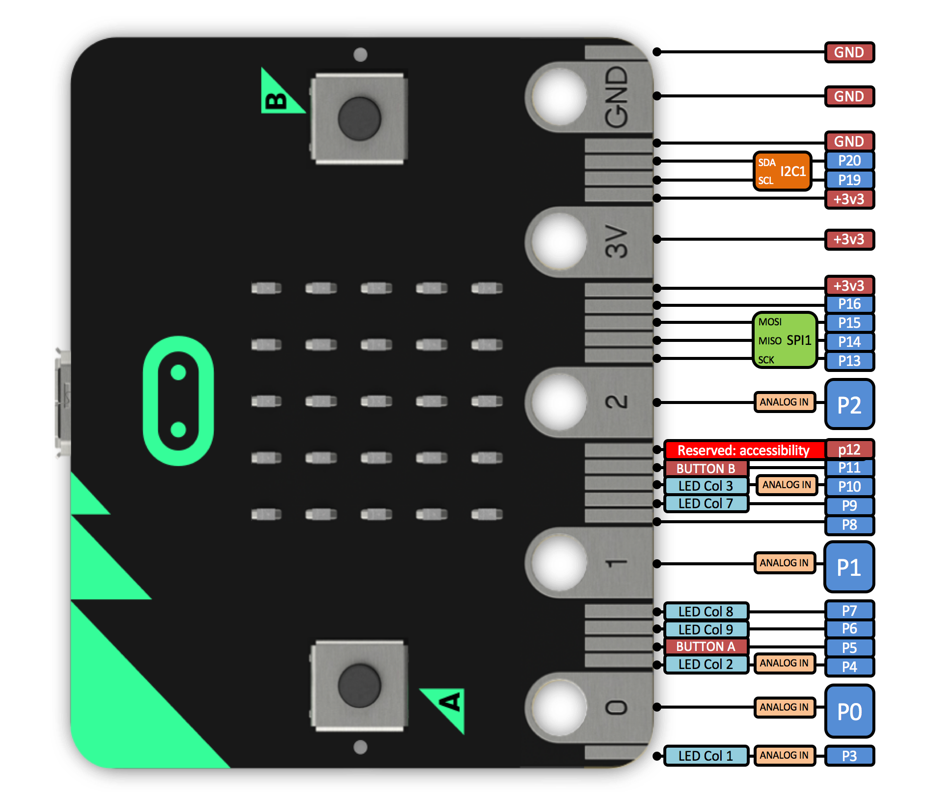 GND
GND
GND
GND
B
SDA
I2C1
SCL
P20
P19
+3v3
3V
+3v3
+3v3
P16
MOSI
MISO SPI1
SCK
P15
P14
P13
2
ANALOG IN
P2
Reserved: accessibility p12
BUTTON B P11
LED Col 3 ANALOG IN P10
LED Col 7 P9
P8
1
ANALOG IN
P1
LED Col 8 P7
LED Col 9 P6
BUTTON A P5
LED Col 2 ANALOG IN P4
A
0
ANALOG IN
P0
LED Col 1 ANALOG IN P3